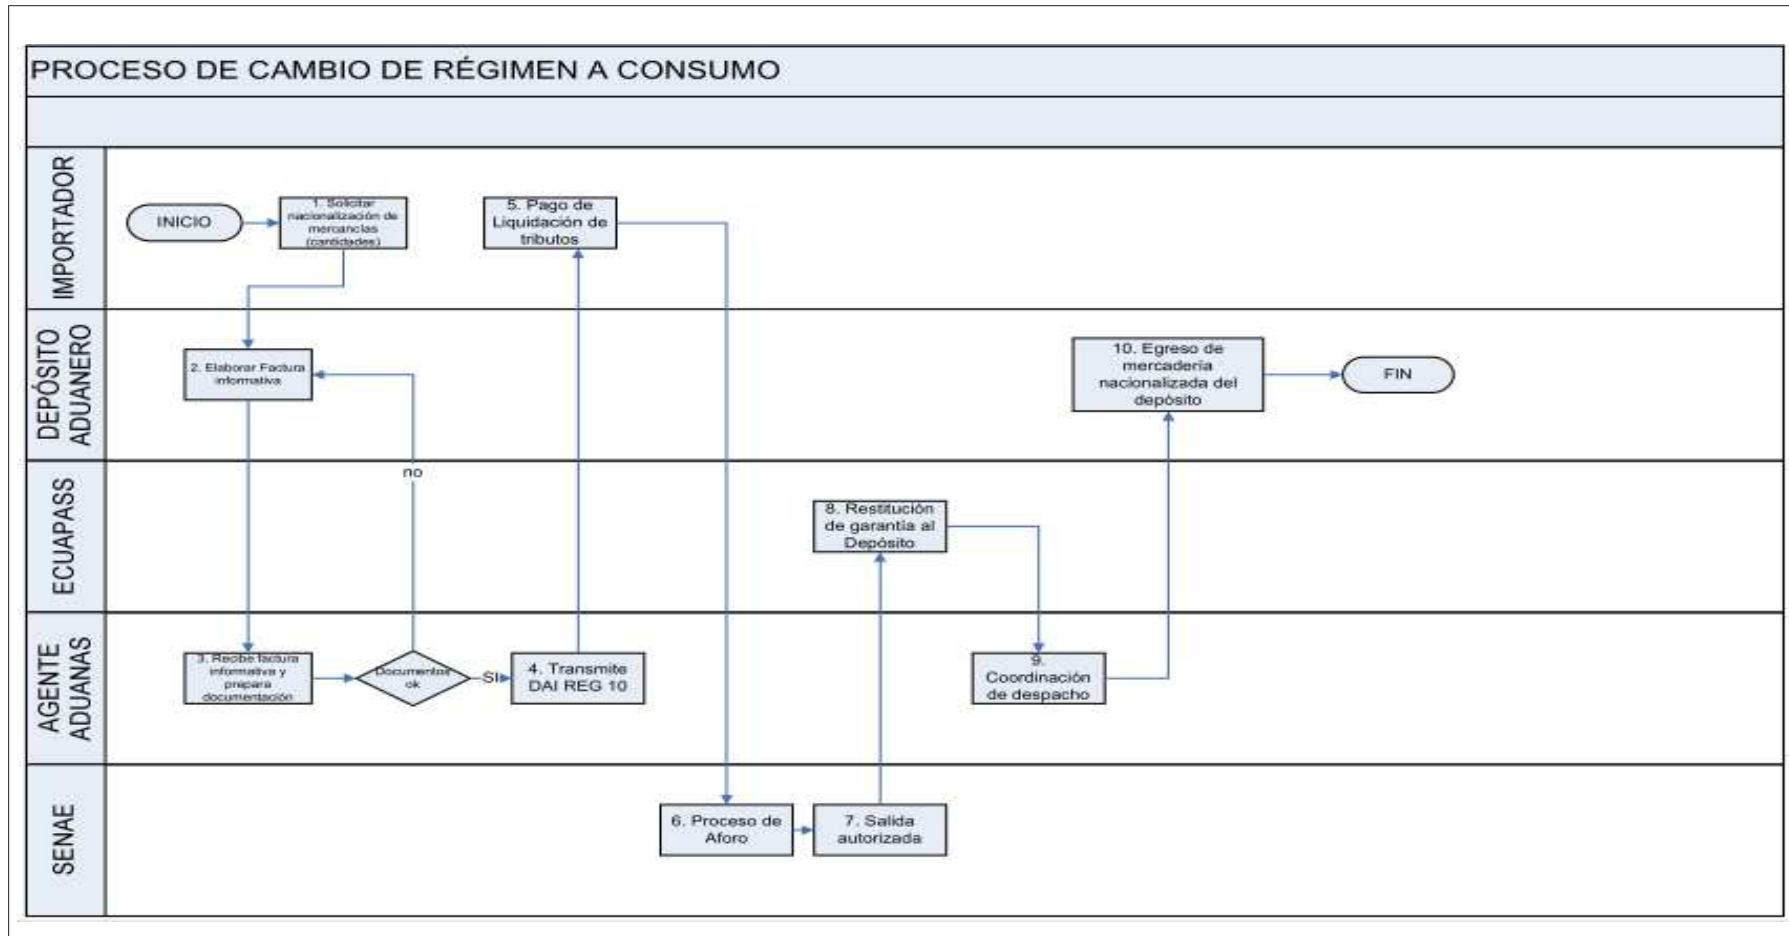 PROCESO DE CAMBIO DE RÉGIMEN A CONSUMO
IMPORTADOR
INICIO
1. Solicitar
nacionalización de
mercancías
(cantidades)
5. Pago de
Liquidación de
tributos
DEPÓSITO
ADUANERO
2. Elaborar Factura
informativa
10. Egreso de
mercadería
nacionalizada del
depósito
FIN
ECUAPASS
no
8. Restitución
de garantía al
Depósito
AGENTE
ADUANAS
3. Recibe factura
informativa y
prepara
documentación
Documentos
ok
SI
4. Transmite
DAI REG 10
9.
Coordinación
de despacho
SENAE
6. Proceso de
Aforo
7. Salida
autorizada